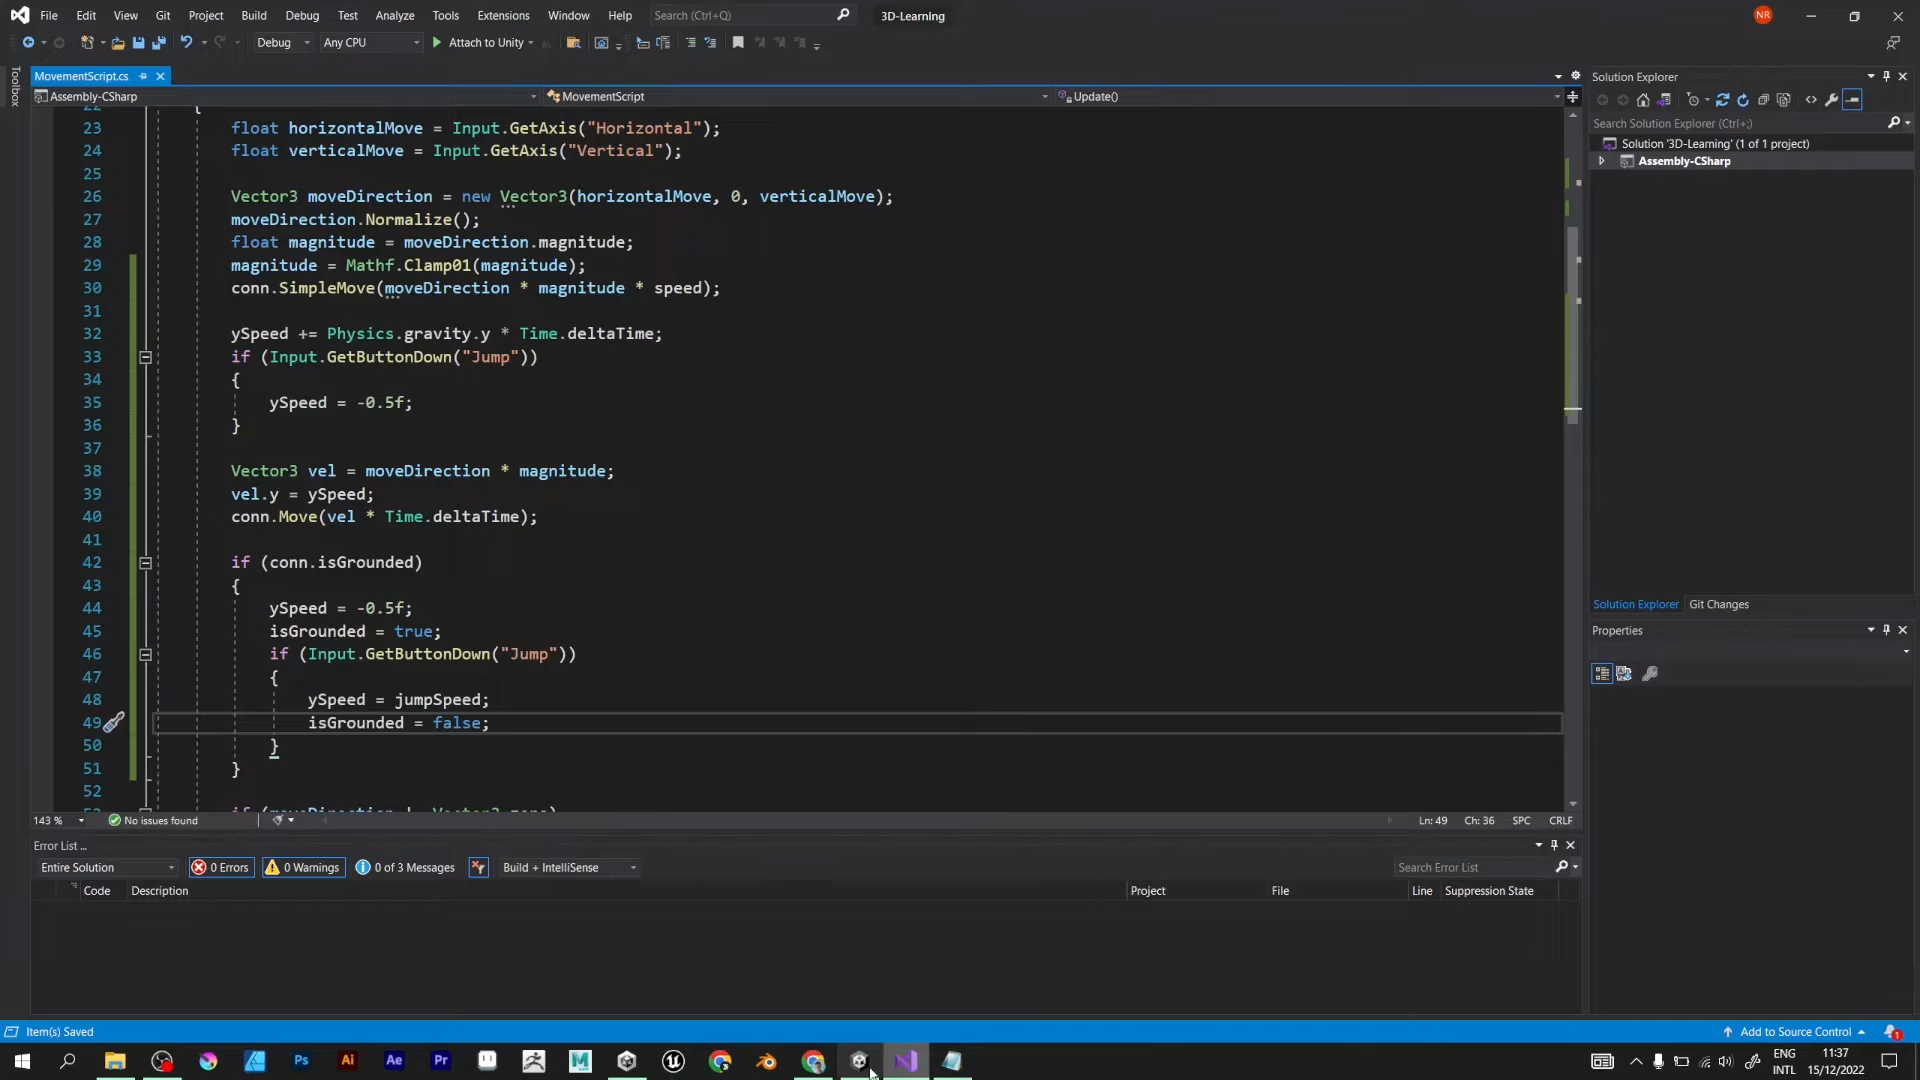 File Edit View Git Project Build Debug Test Analyze Tools Extensions Window Help Search (Ctrl+Q) 3D-Learning NR
Debug Any CPU Attach to Unity
Toolbox
MovementScript.cs
Assembly-CSharp MovementScript Update()
22 {
23 float horizontalMove = Input.GetAxis("Horizontal");
24 float verticalMove = Input.GetAxis("Vertical");
25
26 Vector3 moveDirection = new Vector3(horizontalMove, 0, verticalMove);
27 moveDirection.Normalize();
28 float magnitude = moveDirection.magnitude;
29 magnitude = Mathf.Clamp01(magnitude);
30 conn.SimpleMove(moveDirection * magnitude * speed);
31
32 ySpeed += Physics.gravity.y * Time.deltaTime;
33 if (Input.GetButtonDown("Jump"))
34 {
35 ySpeed = -0.5f;
36 }
37
38 Vector3 vel = moveDirection * magnitude;
39 vel.y = ySpeed;
40 conn.Move(vel * Time.deltaTime);
41
42 if (conn.isGrounded)
43 {
44 ySpeed = -0.5f;
45 isGrounded = true;
46 if (Input.GetButtonDown("Jump"))
47 {
48 ySpeed = jumpSpeed;
49 isGrounded = false;
50 }
51 }
52
143 % No issues found Ln: 49 Ch: 36 SPC CRLF
Error List ...
Entire Solution 0 Errors 0 Warnings 0 of 3 Messages Build + IntelliSense Search Error List
Code Description Project File Line Suppression State
Solution Explorer
Search Solution Explorer (Ctrl+;)
Solution '3D-Learning' (1 of 1 project)
Assembly-CSharp
Solution Explorer Git Changes
Properties
Item(s) Saved Add to Source Control 1
Ps Ai Ae Pr
ENG
INTL
11:37
15/12/2022